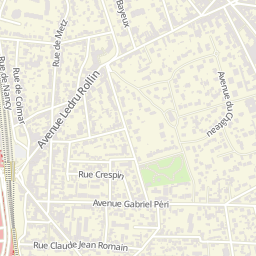 Bayeux
Rue de Metz
Avenue Ledru Rollin
Rue de Colmar
Rue de Nancy
Avenue du Château
Rue Crespin
Avenue Gabriel Péri
Rue Claude Jean Romain